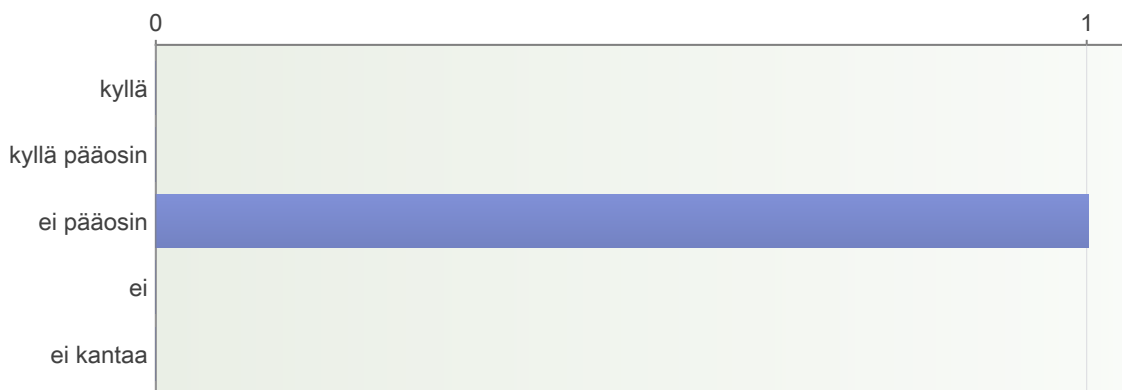 0 1
kyllä
kyllä pääosin
ei pääosin
ei
ei kantaa